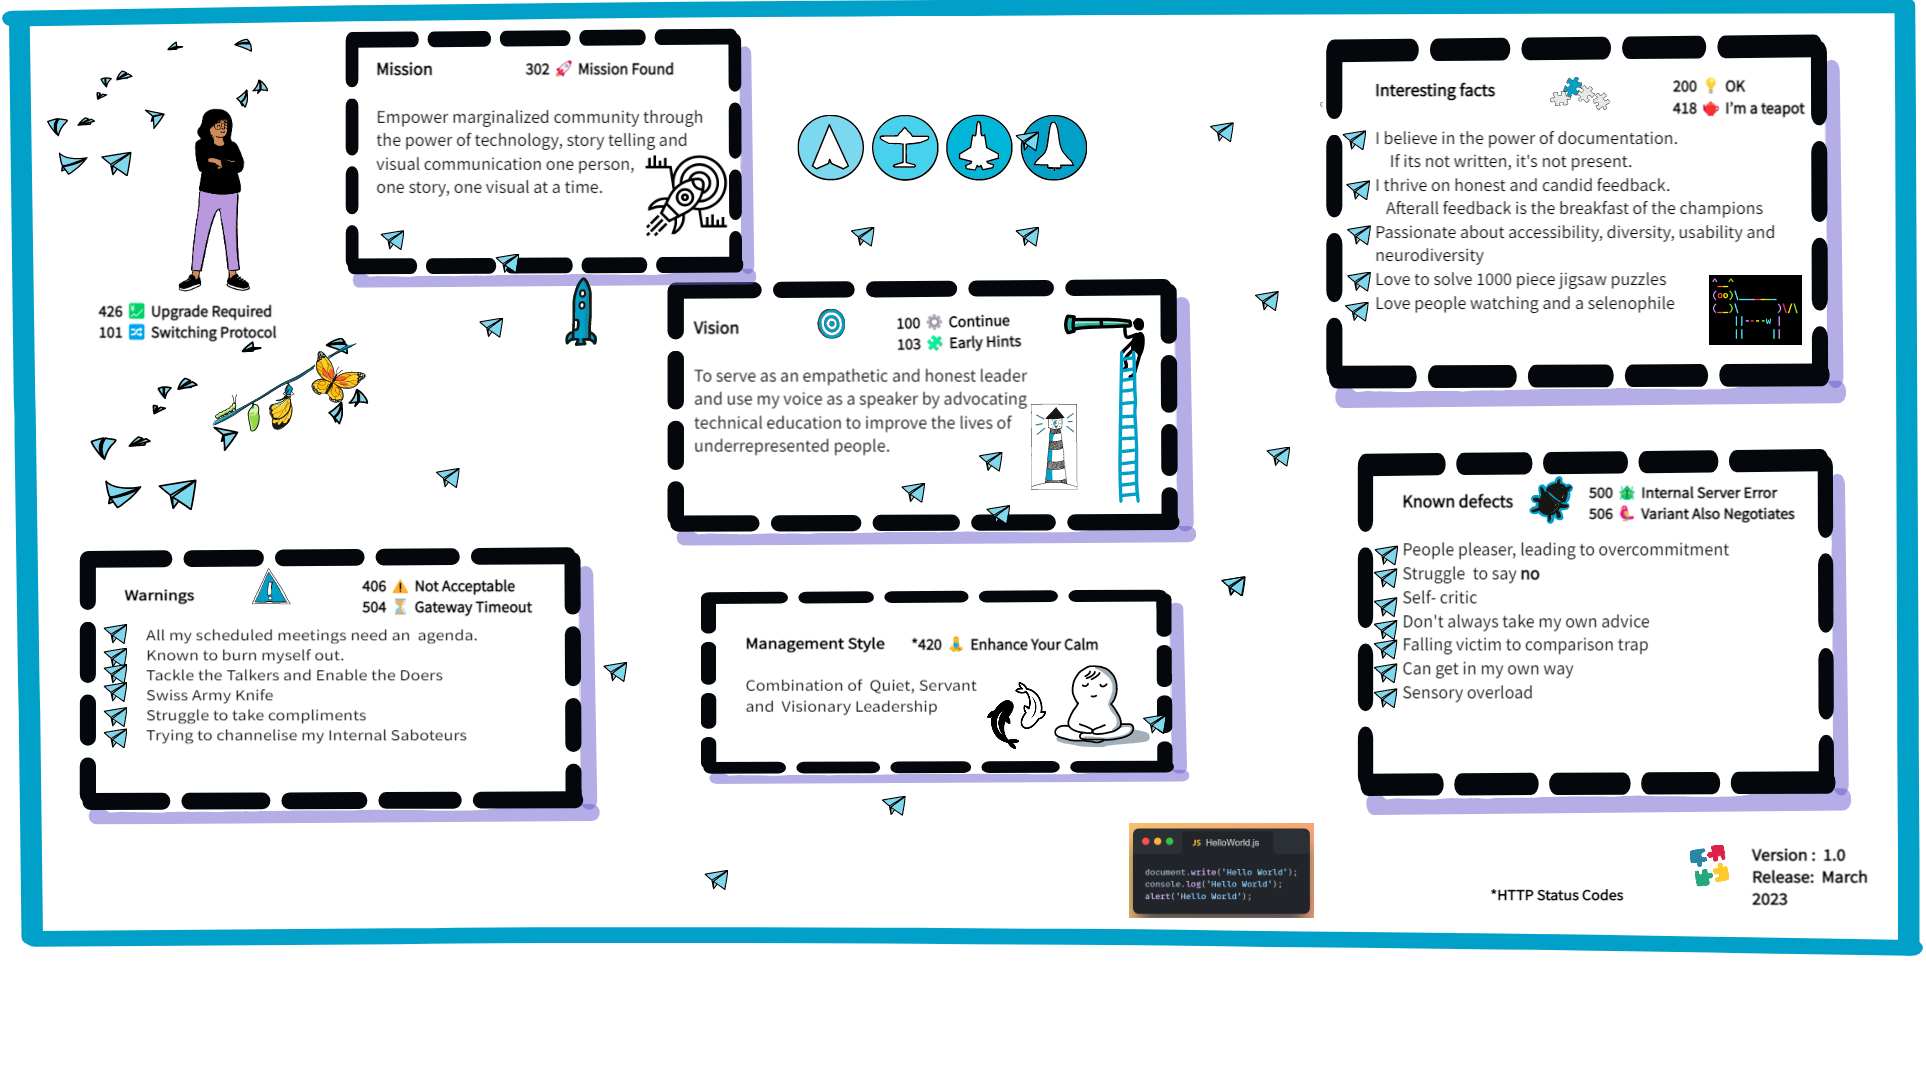 Mission
302 🚀 Mission Found
Empower marginalized community through
the power of technology, story telling and
visual communication one person,
one story, one visual at a time.
426 Upgrade Required
101 Switching Protocol
Vision
100 Continue
103 Early Hints
To serve as an empathetic and honest leader
and use my voice as a speaker by advocating
technical education to improve the lives of
underrepresented people.
Interesting facts
200 OK
418 I'm a teapot
I believe in the power of documentation.
If its not written, it's not present.
I thrive on honest and candid feedback.
Afterall feedback is the breakfast of the champions
Passionate about accessibility, diversity, usability and
neurodiversity
Love to solve 1000 piece jigsaw puzzles
Love people watching and a selenophile
Warnings
406 Not Acceptable
504 Gateway Timeout
All my scheduled meetings need an agenda.
Known to burn myself out.
Tackle the Talkers and Enable the Doers
Swiss Army Knife
Struggle to take compliments
Trying to channelise my Internal Saboteurs
Management Style
*420 Enhance Your Calm
Combination of Quiet, Servant
and Visionary Leadership
Known defects
500 Internal Server Error
506 Variant Also Negotiates
People pleaser, leading to overcommitment
Struggle to say no
Self- critic
Don't always take my own advice
Falling victim to comparison trap
Can get in my own way
Sensory overload
JS HelloWorld.js
document.write('Hello World');
console.log('Hello World');
alert('Hello World');
*HTTP Status Codes
Version : 1.0
Release: March
2023